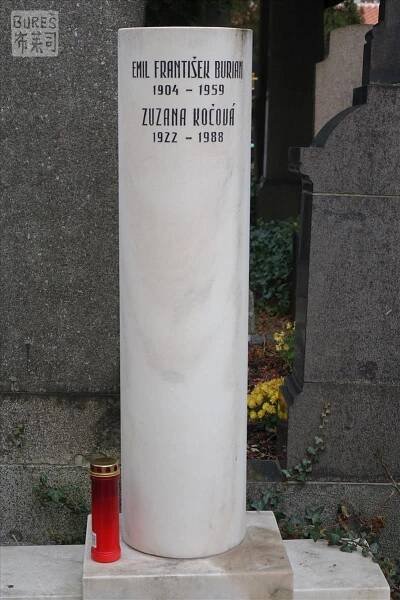 BUREŠ
布莱司
EMIL FRANTIŠEK BURIAN
1904 - 1959
ZUZANA KOČOVÁ
1922 - 1988